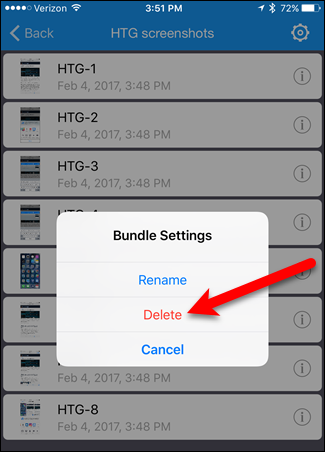 Verizon 3:51 PM 72%
Back HTG screenshots
HTG-1
Feb 4, 2017, 3:48 PM
HTG-2
Feb 4, 2017, 3:48 PM
HTG-3
Feb 4, 2017, 3:48 PM
Bundle Settings
Rename
Delete
Cancel
Feb 4, 2017, 3:48 PM
HTG-8
Feb 4, 2017, 3:48 PM